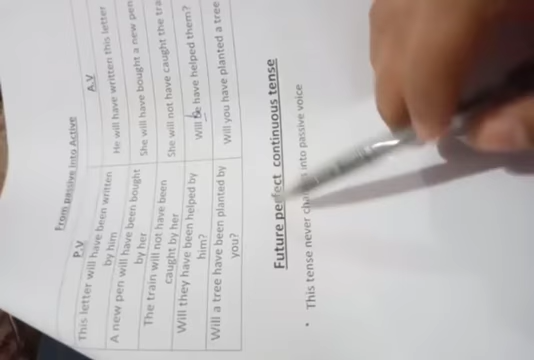 From passive into Active
P.V A.V
This letter will have been written by him He will have written this letter
A new pen will have been bought by her She will have bought a new pen
The train will not have been caught by her She will not have caught the
Will they have been helped by him? Will he have helped them?
Will a tree have been planted by you? Will you have planted a tree
Future perfect continuous tense
• This tense never into passive voice